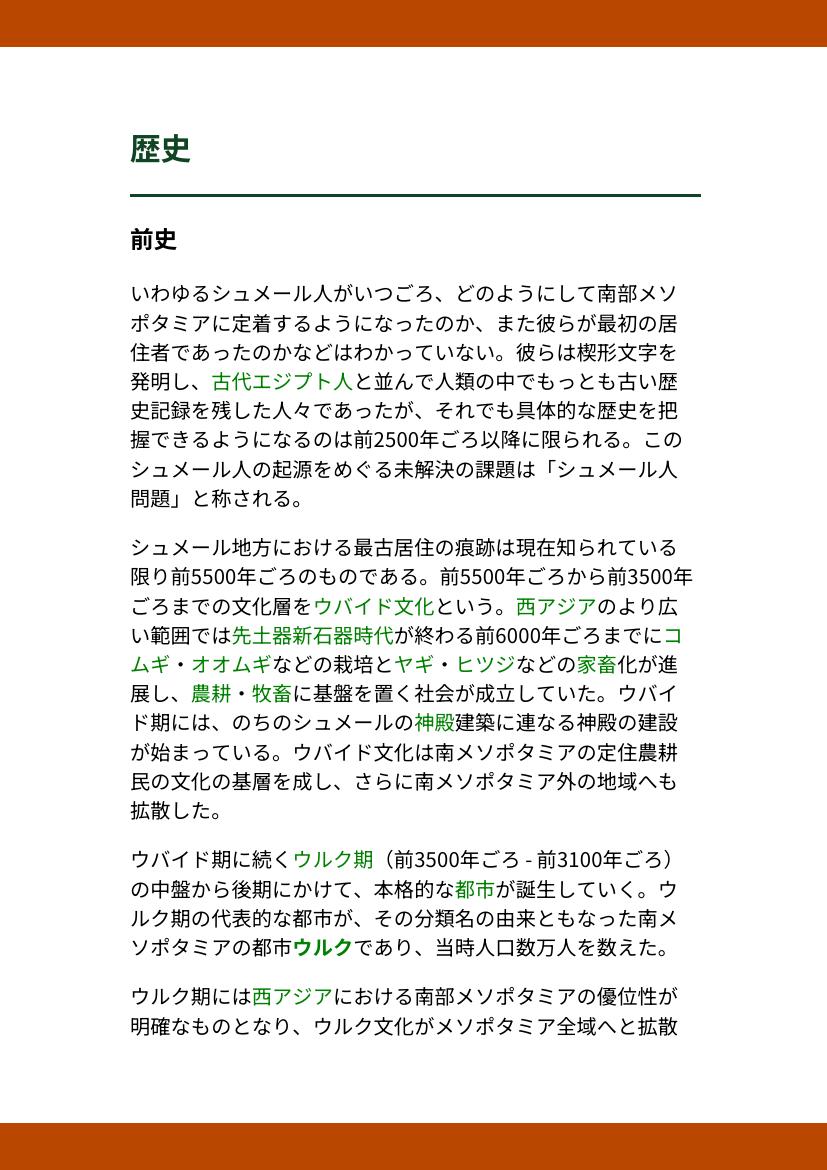 歴史
前史
いわゆるシュメール人がいつごろ、どのようにして南部メソ
ポタミアに定着するようになったのか、また彼らが最初の居
住者であったのかなどはわかっていない。彼らは楔形文字を
発明し、古代エジプト人と並んで人類の中でもっとも古い歴
史記録を残した人々であったが、それでも具体的な歴史を把
握できるようになるのは前2500年ごろ以降に限られる。この
シュメール人の起源をめぐる未解決の課題は「シュメール人
問題」と称される。
シュメール地方における最古居住の痕跡は現在知られている
限り前5500年ごろのものである。前5500年ごろから前3500年
ごろまでの文化層をウバイド文化という。西アジアのより広
い範囲では先土器新石器時代が終わる前6000年ごろまでにコ
ムギ・オオムギなどの栽培とヤギ・ヒツジなどの家畜化が進
展し、農耕・牧畜に基盤を置く社会が成立していた。ウバイ
ド期には、のちのシュメールの神殿建築に連なる神殿の建設
が始まっている。ウバイド文化は南メソポタミアの定住農耕
民の文化の基層を成し、さらに南メソポタミア外の地域へも
拡散した。
ウバイド期に続くウルク期（前3500年ごろ - 前3100年ごろ）
の中盤から後期にかけて、本格的な都市が誕生していく。ウ
ルク期の代表的な都市が、その分類名の由来ともなった南メ
ソポタミアの都市ウルクであり、当時人口数万人を数えた。
ウルク期には西アジアにおける南部メソポタミアの優位性が
明確なものとなり、ウルク文化がメソポタミア全域へと拡散